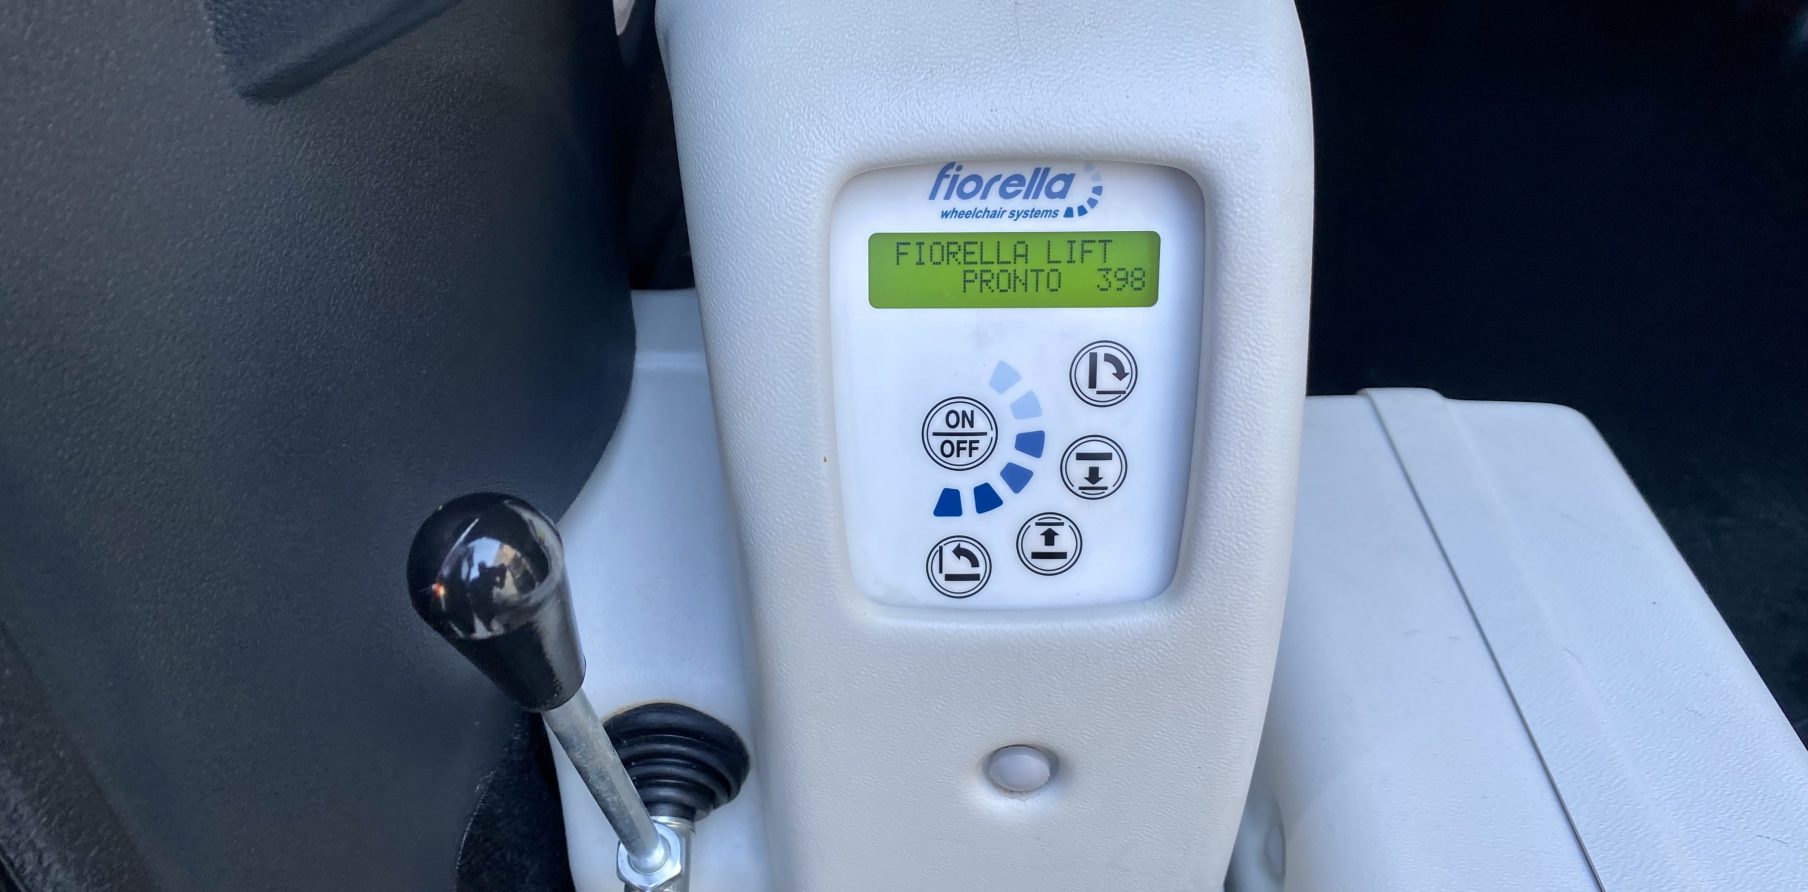 fiorella
wheelchair systems
FIORELLA LIFT
PRONTO 398
ON
OFF